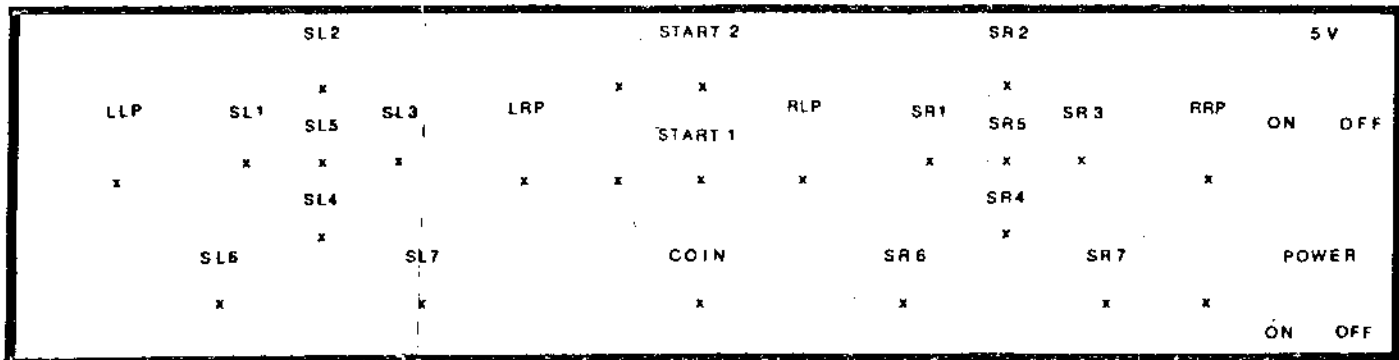 SL2 START 2 SR2 5V
x x x x
LLP SL1 SL3 LRP RLP SR1 SR3 RRP
SL5 START 1 SR5 ON OFF
x x x x x x
x x x x x x
SL4 SR4
x x
SL6 SL7 COIN SR6 SR7 POWER
x x x x x x
ON OFF